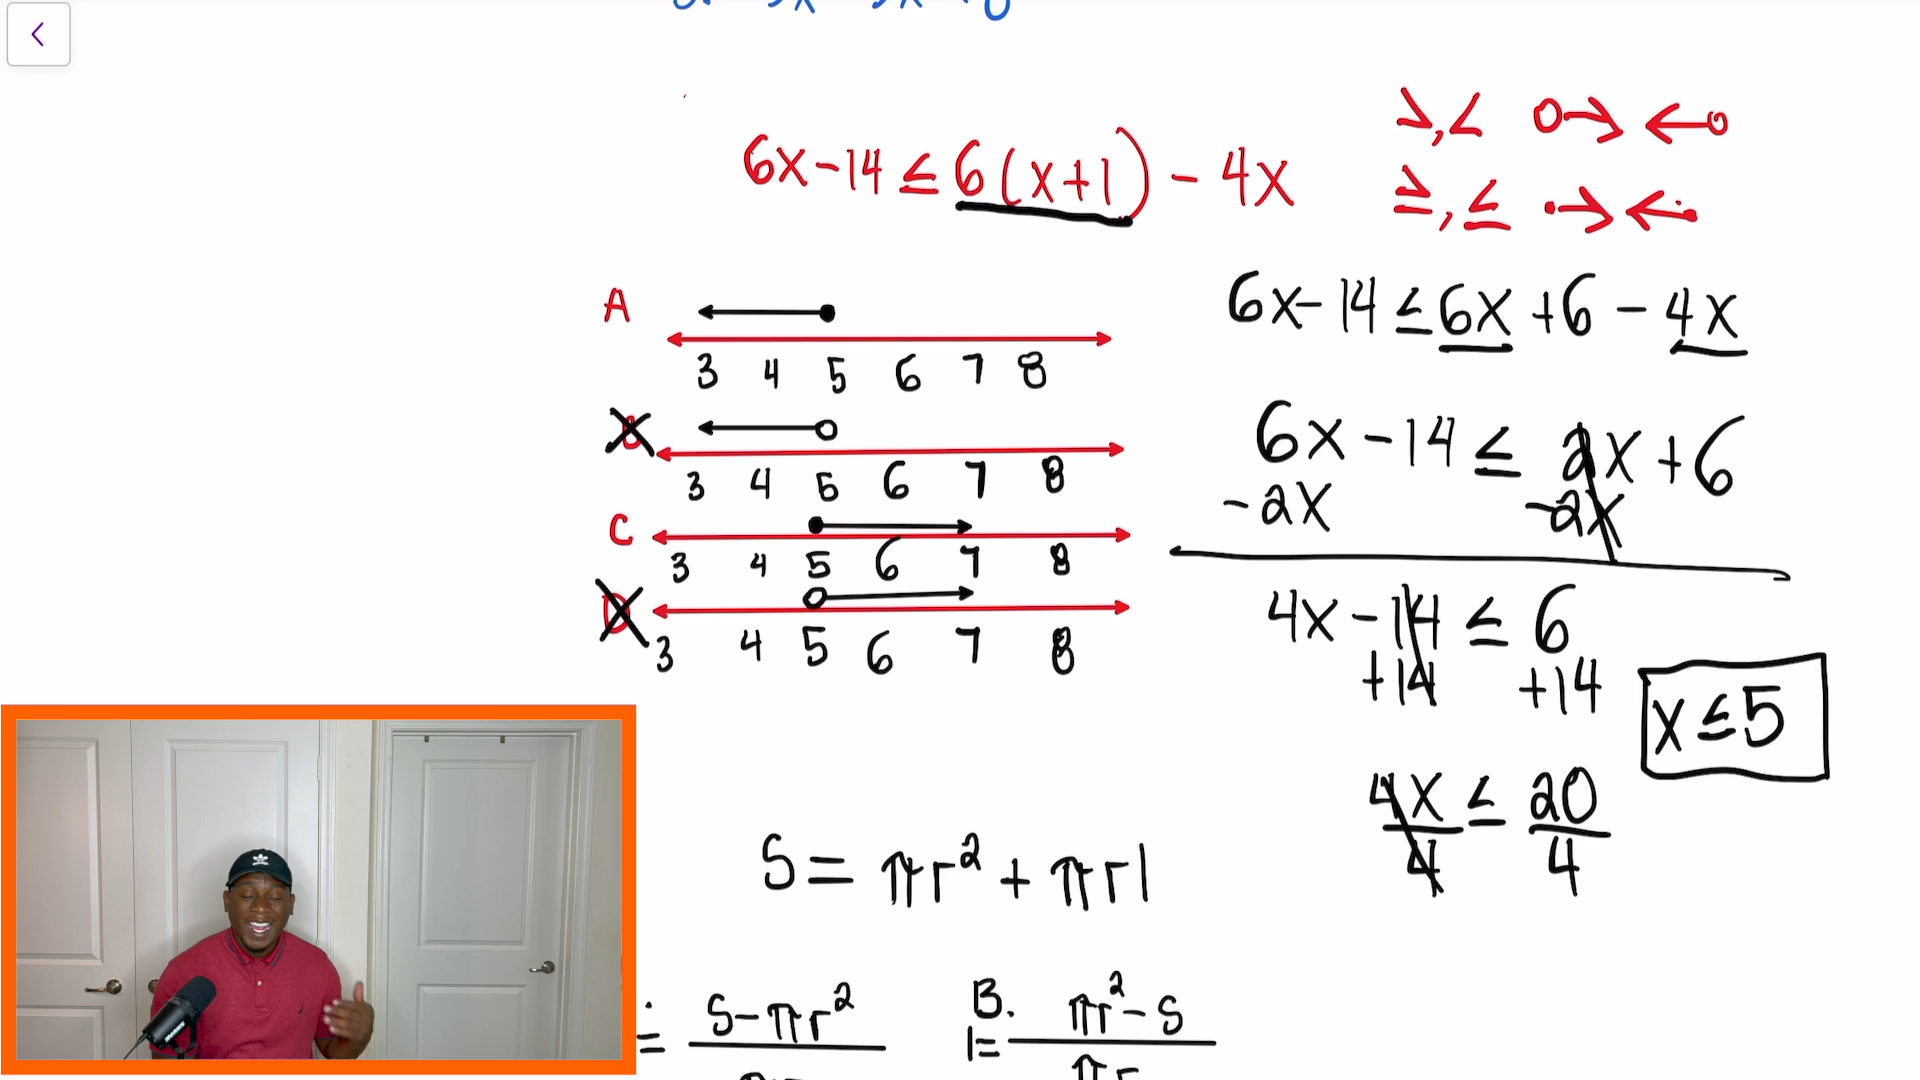 6x-14 ≤ 6(x+1) - 4x
>,< ○→ ←○
≥,≤ •→ ←•
A
3 4 5 6 7 8
3 4 5 6 7 8
C
3 4 5 6 7 8
D
3 4 5 6 7 8
6x-14 ≤ 6x +6 - 4x
6x-14 ≤ 2x+6
-2x -2x
4x-14 ≤ 6
+14 +14
4x ≤ 20
4 4
x ≤ 5
S = πr² + πrl
= S-πr²
B. l= πr²-S
πr